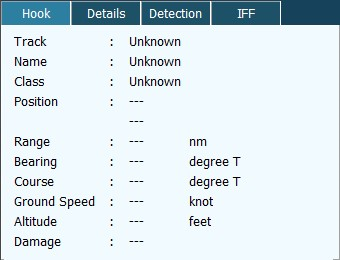 Hook Details Detection IFF
Track : Unknown
Name : Unknown
Class : Unknown
Position : ---
---
Range : --- nm
Bearing : --- degree T
Course : --- degree T
Ground Speed : --- knot
Altitude : --- feet
Damage : ---